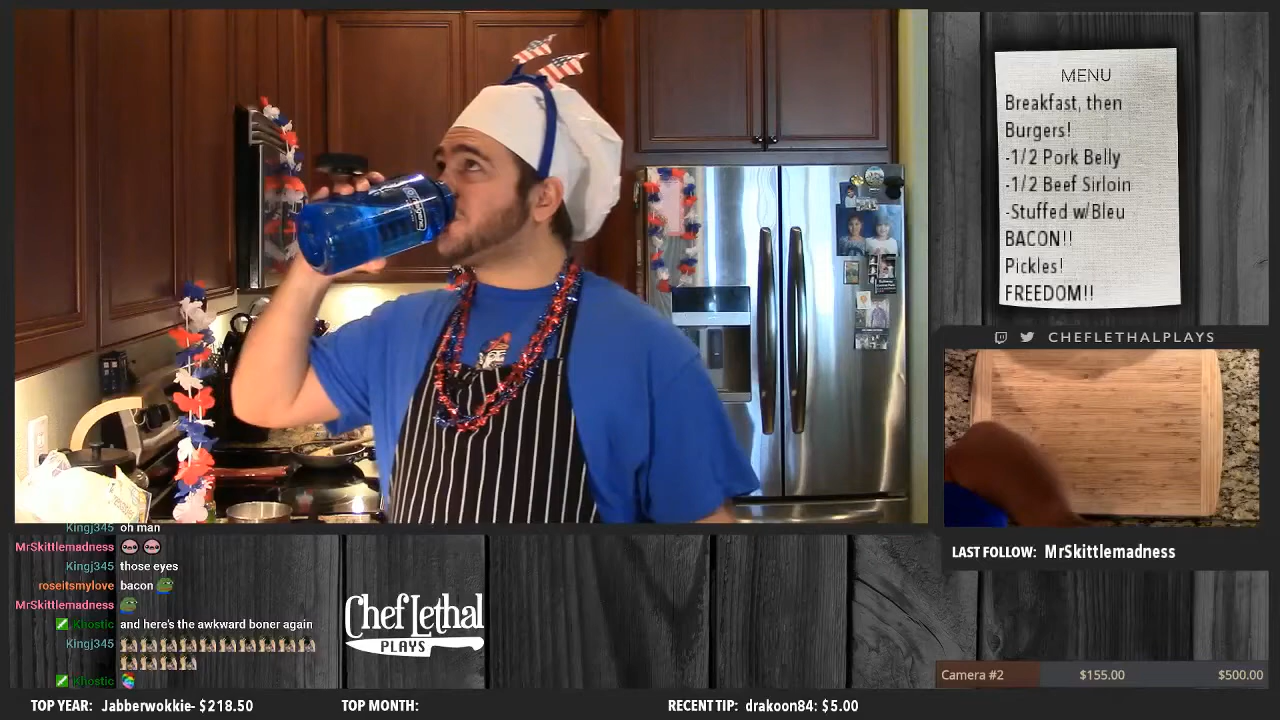 MENU
Breakfast, then
Burgers!
-1/2 Pork Belly
-1/2 Beef Sirloin
-Stuffed w/Bleu
BACON!!
Pickles!
FREEDOM!!
CHEFLETHALPLAYS
LAST FOLLOW: MrSkittlemadness
Kingj345 oh man
MrSkittlemadness
Kingj345 those eyes
roseitsmylove bacon
MrSkittlemadness
Khostic and here's the awkward boner again
Kingj345
Khostic
Chef Lethal
PLAYS
Camera #2 $155.00 $500.00
TOP YEAR: Jabberwokkie- $218.50 TOP MONTH: RECENT TIP: drakoon84: $5.00